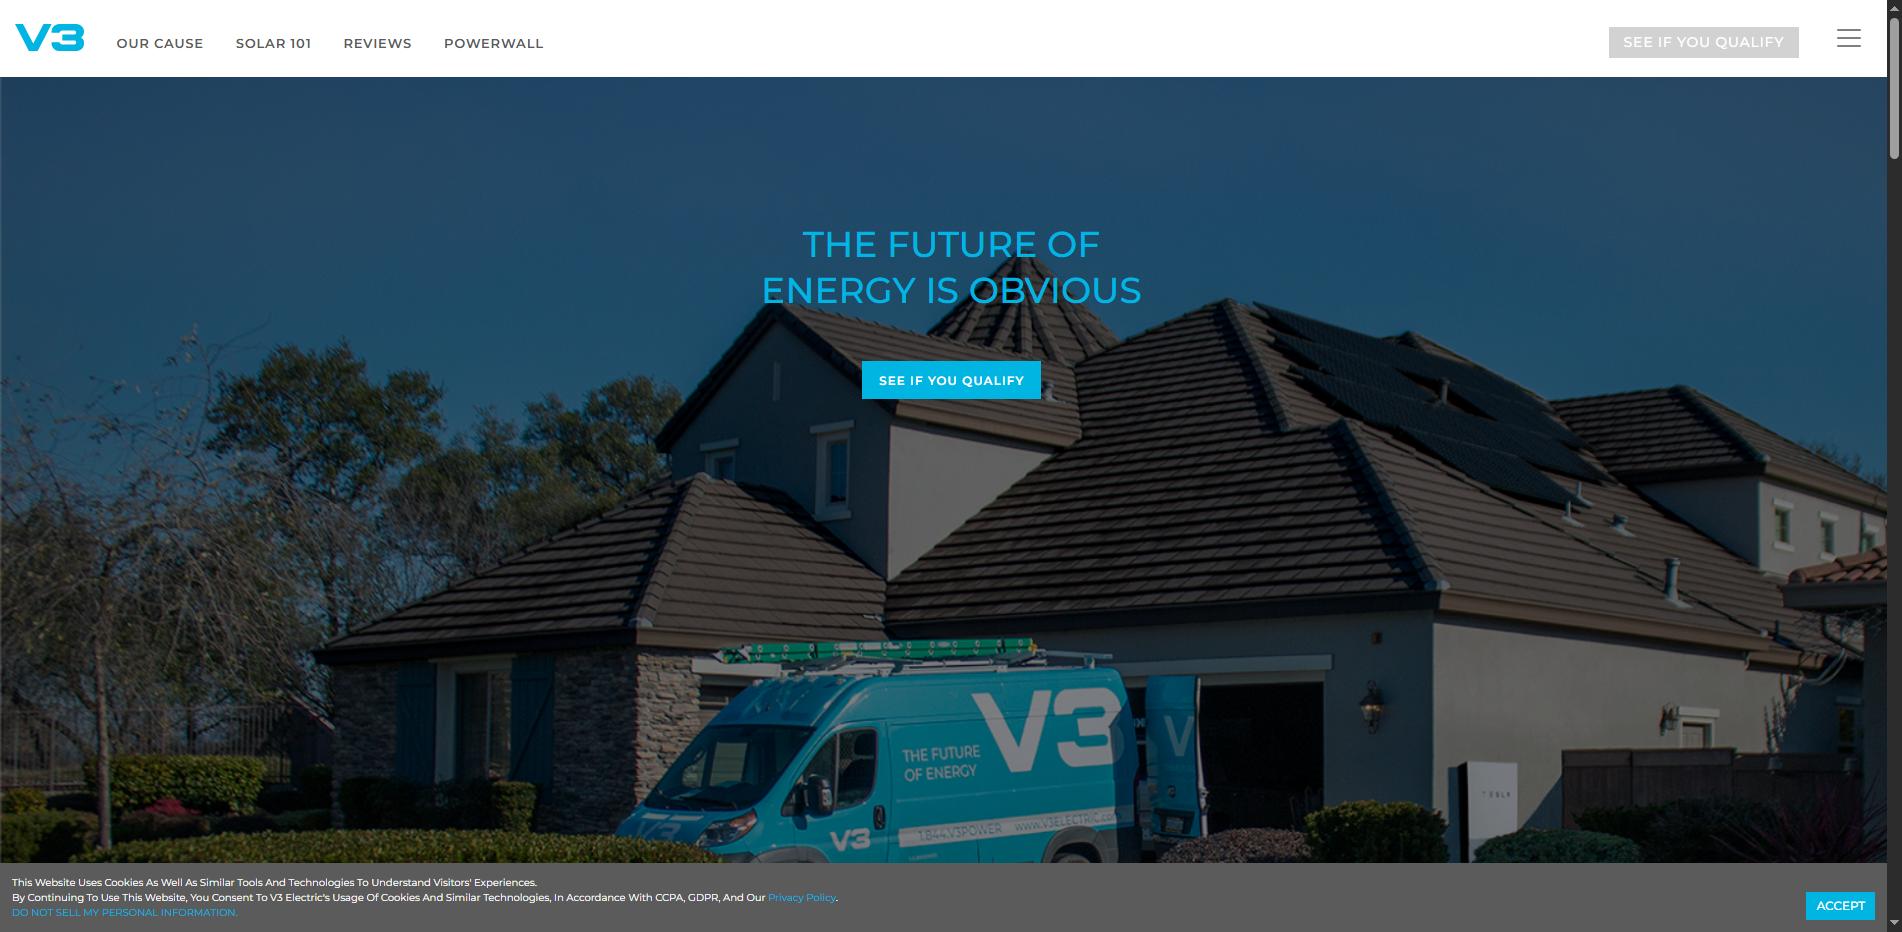 V3
OUR CAUSE
SOLAR 101
REVIEWS
POWERWALL
SEE IF YOU QUALIFY
THE FUTURE OF
ENERGY IS OBVIOUS
SEE IF YOU QUALIFY
V3
THE FUTURE
OF ENERGY
V
V3
1.844.V3POWER
WWW.V3ELECTRIC.com
V3
TESLA
This Website Uses Cookies As Well As Similar Tools And Technologies To Understand Visitors' Experiences.
By Continuing To Use This Website, You Consent To V3 Electric's Usage Of Cookies And Similar Technologies, In Accordance With CCPA, GDPR, And Our Privacy Policy.
DO NOT SELL MY PERSONAL INFORMATION.
ACCEPT